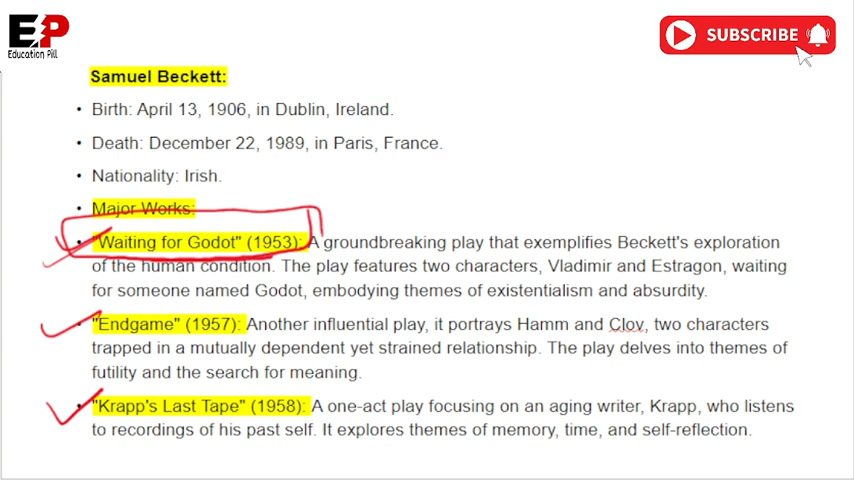 EP
Education Pill
SUBSCRIBE
Samuel Beckett:
• Birth: April 13, 1906, in Dublin, Ireland.
• Death: December 22, 1989, in Paris, France.
• Nationality: Irish.
• Major Works:
• "Waiting for Godot" (1953): A groundbreaking play that exemplifies Beckett's exploration
of the human condition. The play features two characters, Vladimir and Estragon, waiting
for someone named Godot, embodying themes of existentialism and absurdity.
• "Endgame" (1957): Another influential play, it portrays Hamm and Clov, two characters
trapped in a mutually dependent yet strained relationship. The play delves into themes of
futility and the search for meaning.
• "Krapp's Last Tape" (1958): A one-act play focusing on an aging writer, Krapp, who listens
to recordings of his past self. It explores themes of memory, time, and self-reflection.